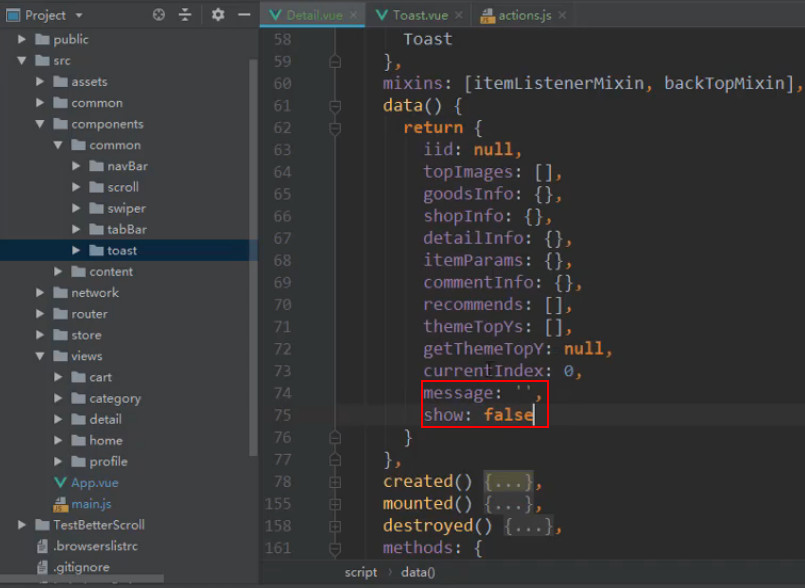 Project
public
src
assets
common
components
common
navBar
scroll
swiper
tabBar
toast
content
network
router
store
views
cart
category
detail
home
profile
App.vue
main.js
TestBetterScroll
.browserslistrc
.gitignore
Detail.vue
Toast.vue
actions.js
58 Toast
59 },
60 mixins: [itemListenerMixin, backTopMixin],
61 data() {
62 return {
63 iid: null,
64 topImages: [],
65 goodsInfo: {},
66 shopInfo: {},
67 detailInfo: {},
68 itemParams: {},
69 commentInfo: {},
70 recommends: [],
71 themeTopYs: [],
72 getThemeTopY: null,
73 currentIndex: 0,
74 message: '',
75 show: false
76 }
77 },
78 created() {...},
155 mounted() {...},
158 destroyed() {...},
161 methods: {
script › data()